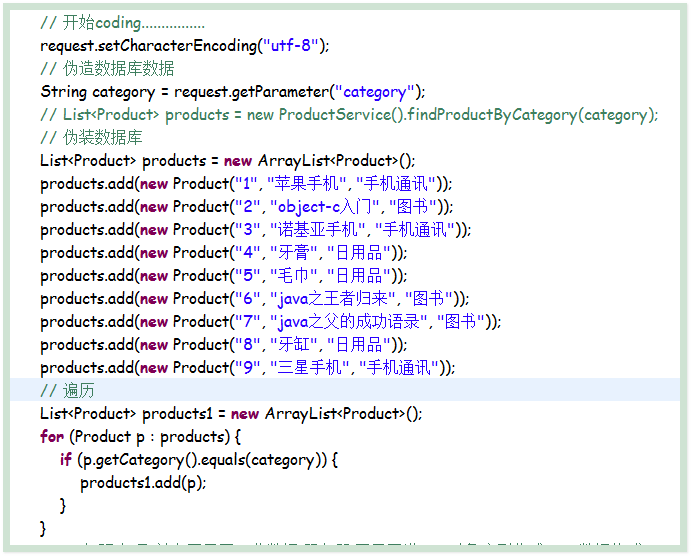 // 开始coding................
request.setCharacterEncoding("utf-8");
// 伪造数据库数据
String category = request.getParameter("category");
// List<Product> products = new ProductService().findProductByCategory(category);
// 伪装数据库
List<Product> products = new ArrayList<Product>();
products.add(new Product("1", "苹果手机", "手机通讯"));
products.add(new Product("2", "object-c入门", "图书"));
products.add(new Product("3", "诺基亚手机", "手机通讯"));
products.add(new Product("4", "牙膏", "日用品"));
products.add(new Product("5", "毛巾", "日用品"));
products.add(new Product("6", "java之王者归来", "图书"));
products.add(new Product("7", "java之父的成功语录", "图书"));
products.add(new Product("8", "牙缸", "日用品"));
products.add(new Product("9", "三星手机", "手机通讯"));
// 遍历
List<Product> products1 = new ArrayList<Product>();
for (Product p : products) {
if (p.getCategory().equals(category)) {
products1.add(p);
}
}